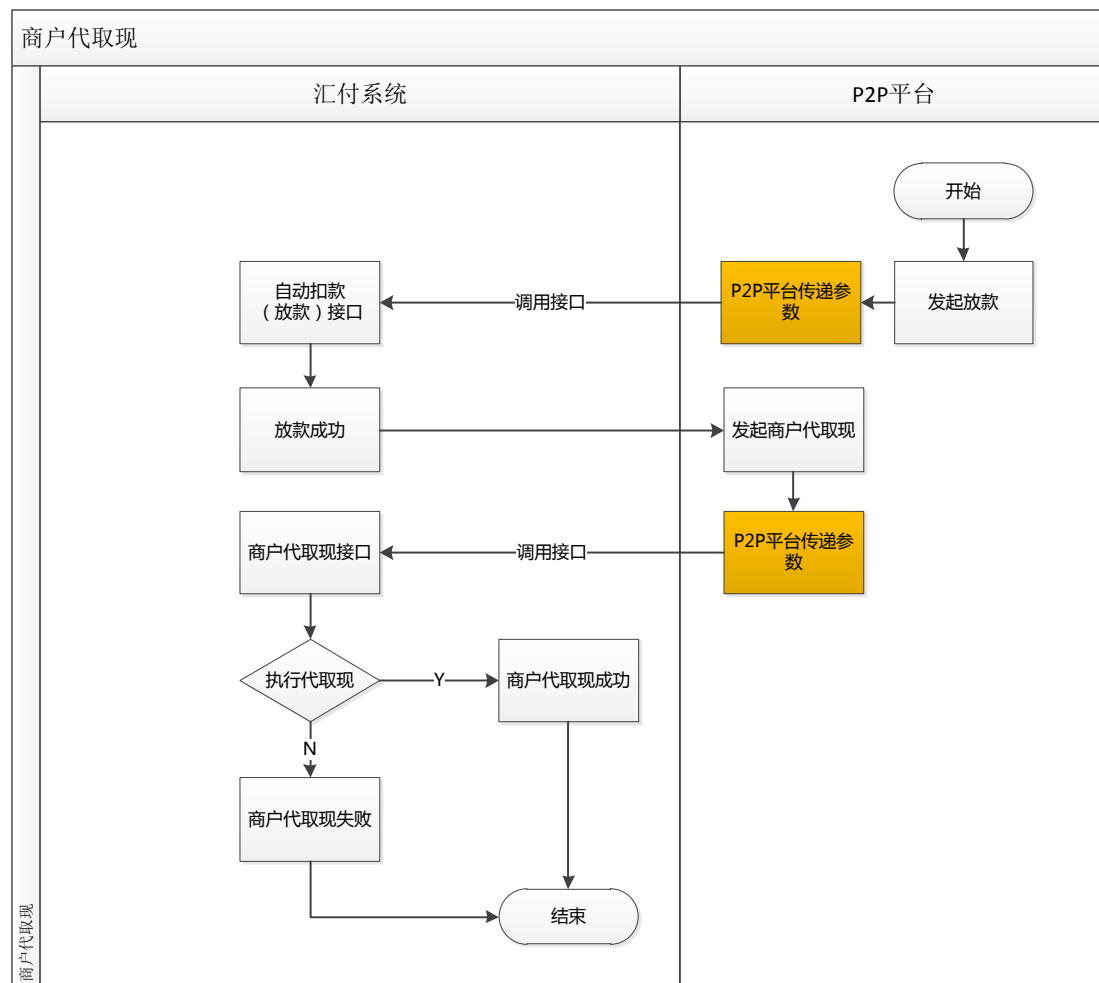 商户代取现
汇付系统
P2P平台
开始
自动扣款
（放款）接口
调用接口
P2P平台传递参
数
发起放款
放款成功
发起商户代取现
商户代取现接口
调用接口
P2P平台传递参
数
执行代取现
Y
商户代取现成功
N
商户代取现失败
结束
商户代取现